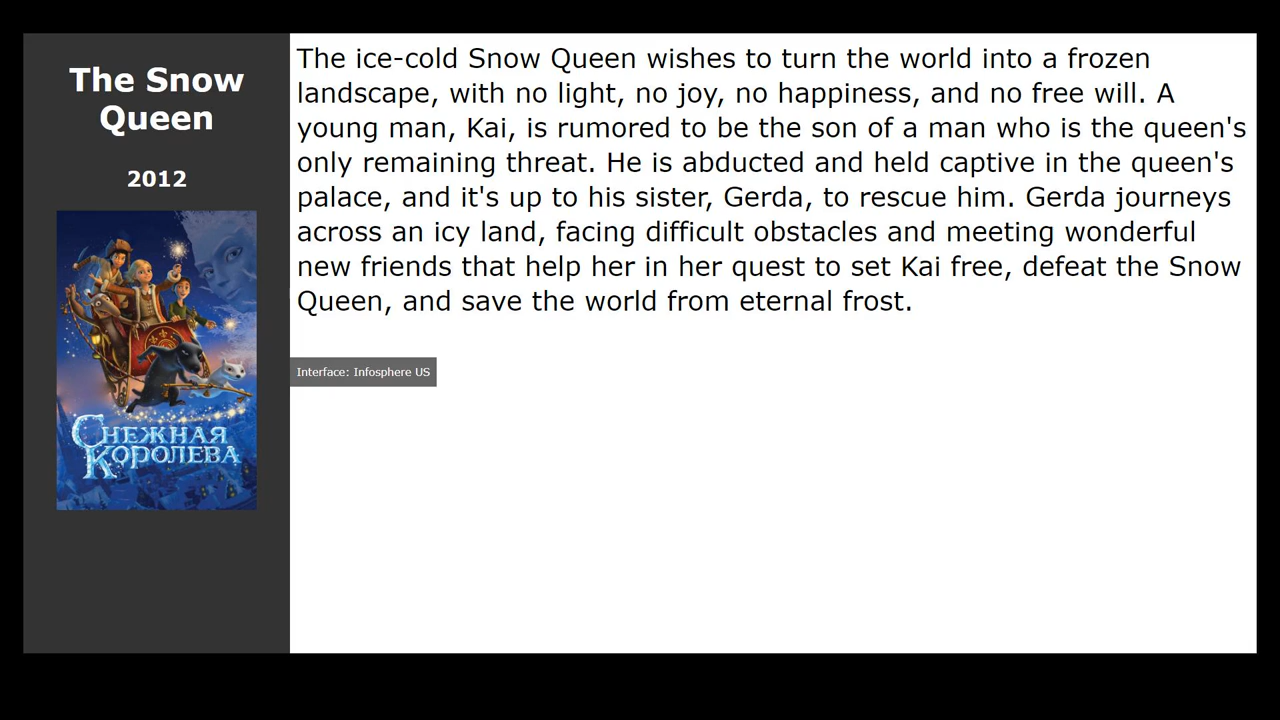 The Snow
Queen
2012
СНЕЖНАЯ
КОРОЛЕВА
The ice-cold Snow Queen wishes to turn the world into a frozen
landscape, with no light, no joy, no happiness, and no free will. A
young man, Kai, is rumored to be the son of a man who is the queen's
only remaining threat. He is abducted and held captive in the queen's
palace, and it's up to his sister, Gerda, to rescue him. Gerda journeys
across an icy land, facing difficult obstacles and meeting wonderful
new friends that help her in her quest to set Kai free, defeat the Snow
Queen, and save the world from eternal frost.
Interface: Infosphere US